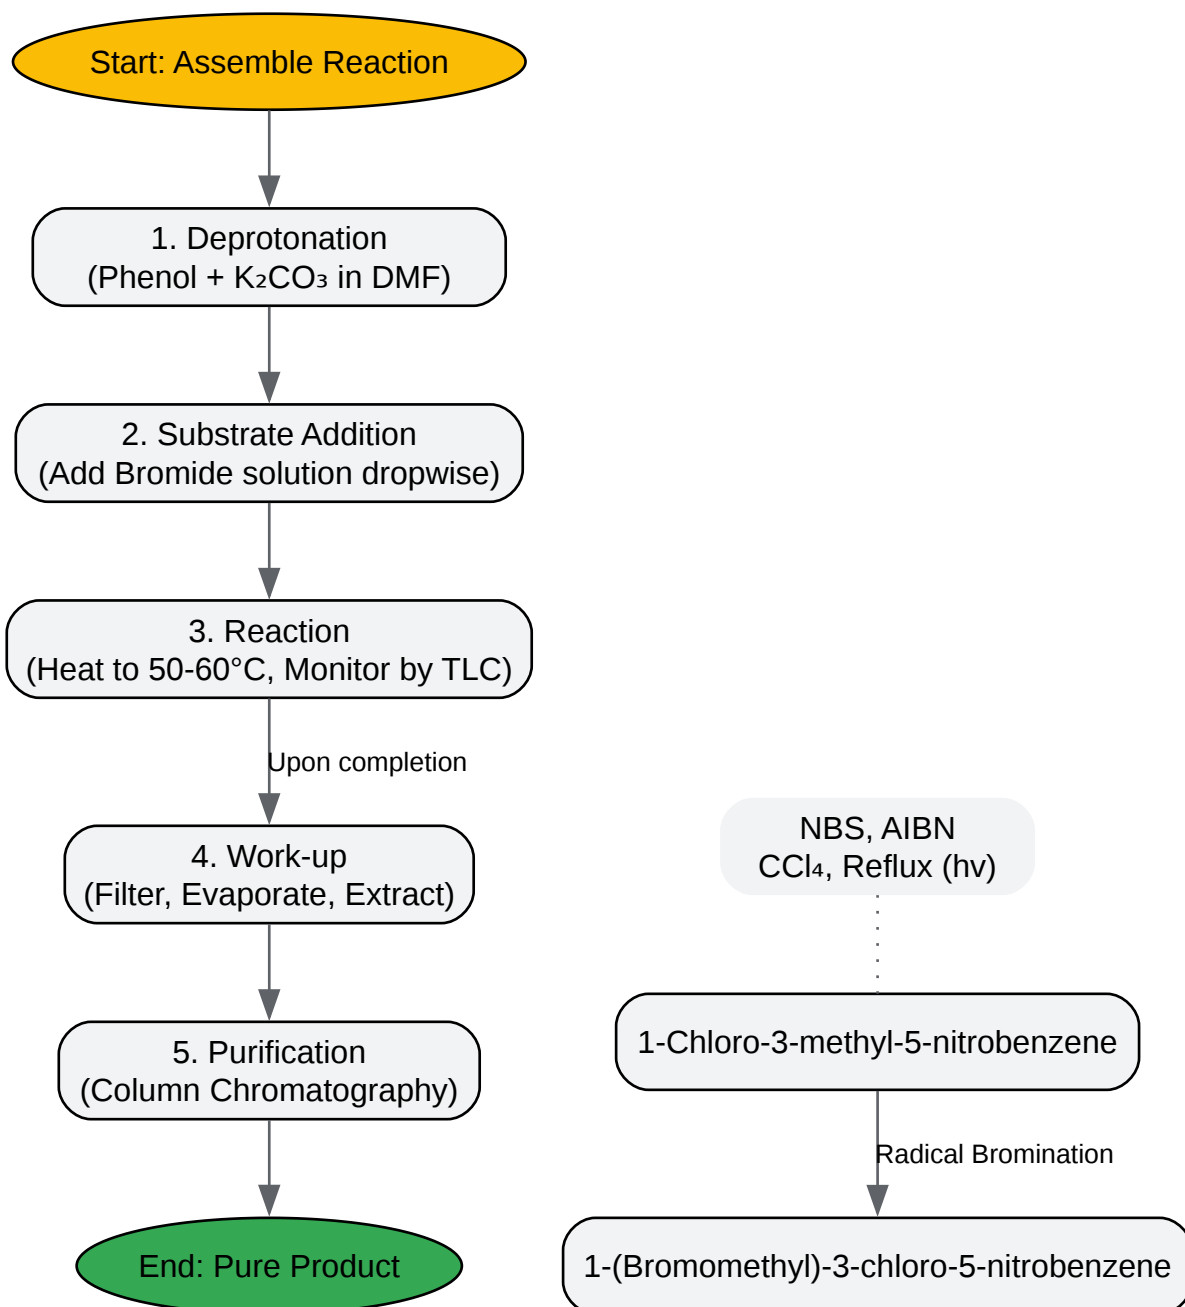 Start: Assemble Reaction
1. Deprotonation
(Phenol + K₂CO₃ in DMF)
2. Substrate Addition
(Add Bromide solution dropwise)
3. Reaction
(Heat to 50-60°C, Monitor by TLC)
Upon completion
4. Work-up
(Filter, Evaporate, Extract)
5. Purification
(Column Chromatography)
End: Pure Product
NBS, AIBN
CCl₄, Reflux (hv)
1-Chloro-3-methyl-5-nitrobenzene
Radical Bromination
1-(Bromomethyl)-3-chloro-5-nitrobenzene